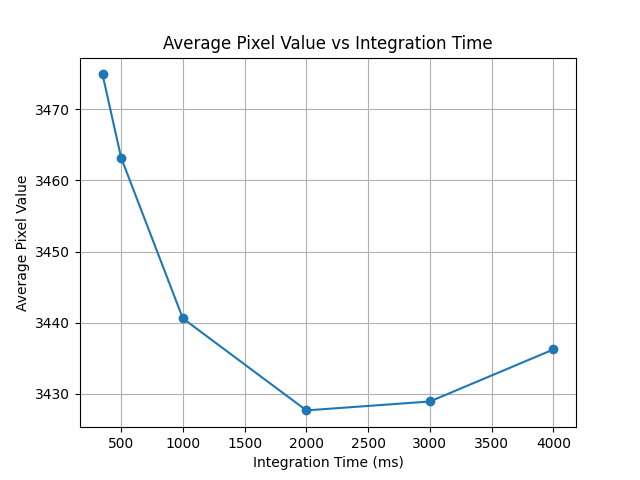 Average Pixel Value vs Integration Time
3470
3460
3450
3440
3430
Average Pixel Value
500 1000 1500 2000 2500 3000 3500 4000
Integration Time (ms)